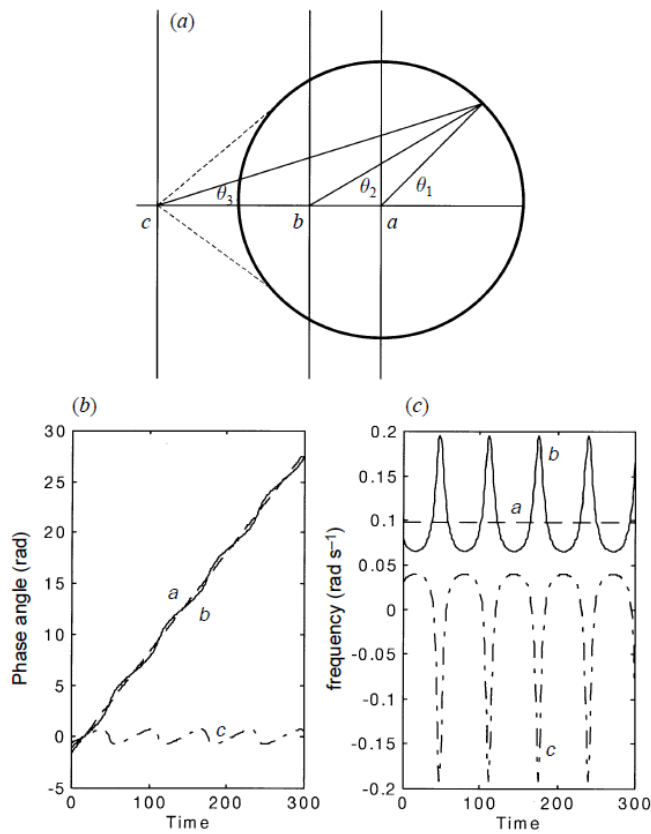 (a)
θ3
θ2
θ1
c
b
a
(b)
(c)
30
25
20
15
10
5
0
-5
Phase angle (rad)
a
b
c
0
100
200
300
Time
0.2
0.15
0.1
0.05
0
-0.05
-0.1
-0.15
-0.2
frequency (rad s–1)
b
a
c
0
100
200
300
Time